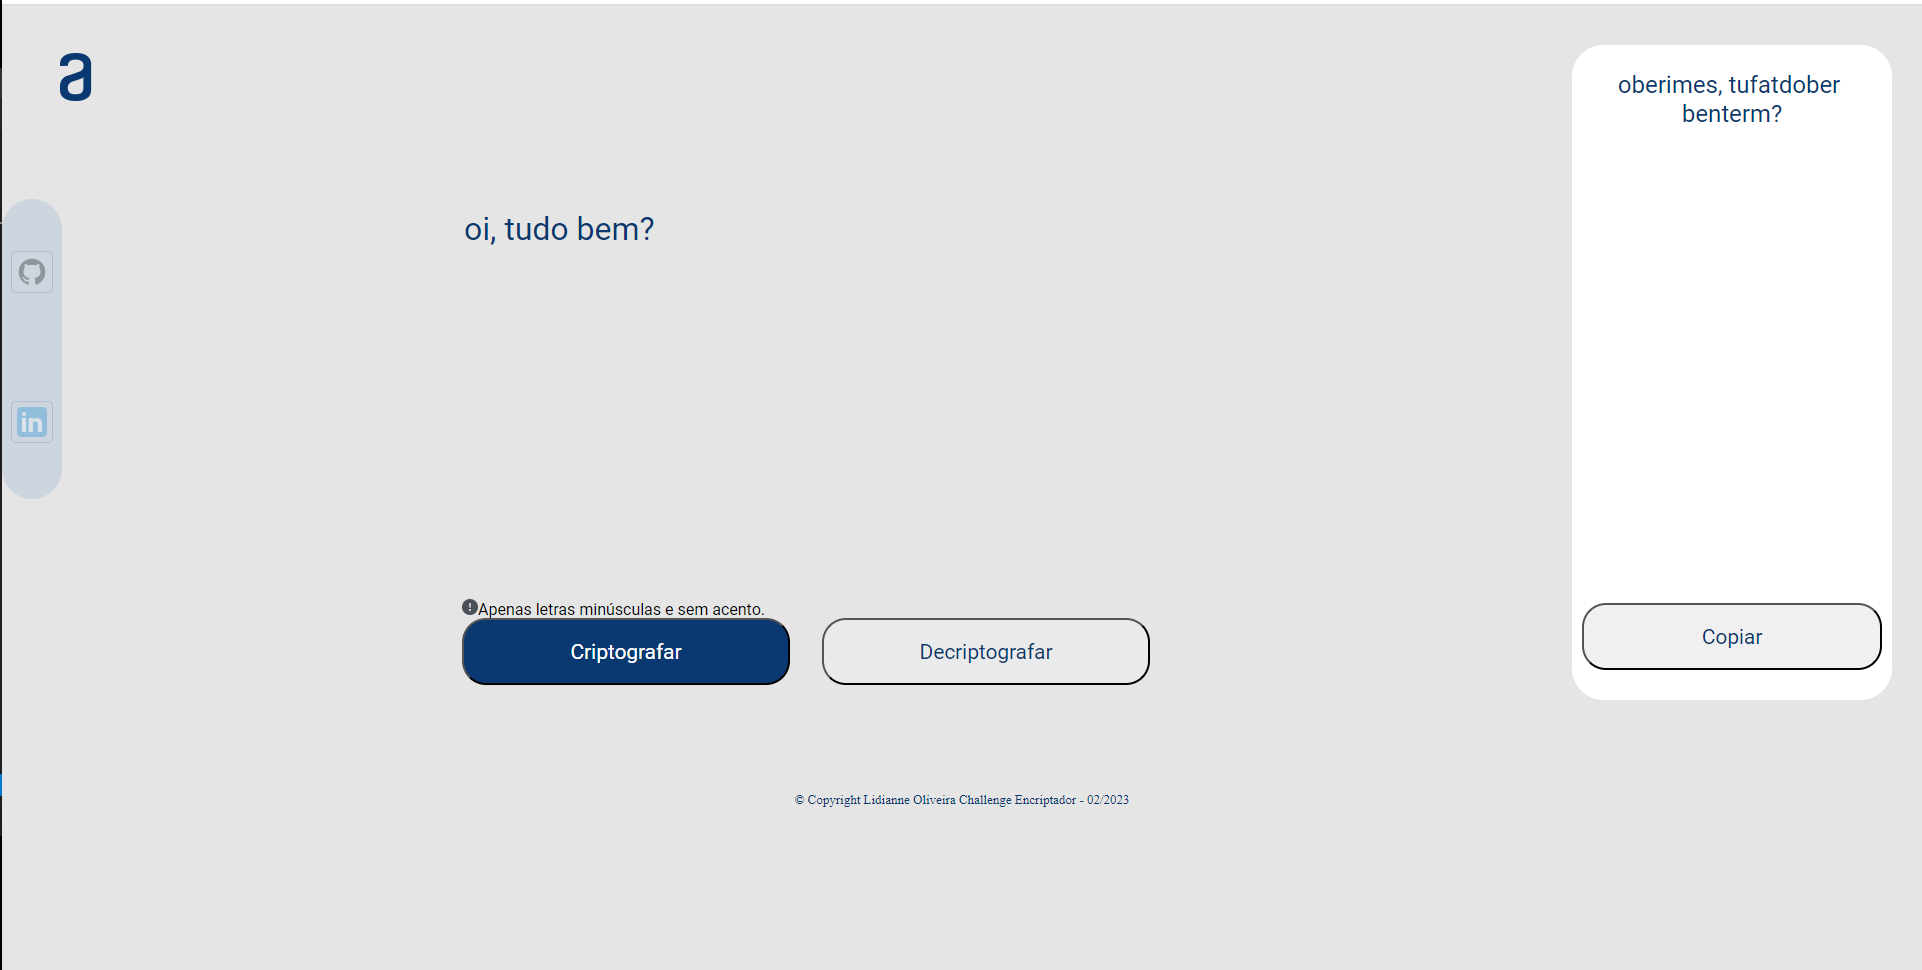 a
oberimes, tufatdober
benterm?
oi, tudo bem?
in
Apenas letras minúsculas e sem acento.
Criptografar
Decriptografar
Copiar
© Copyright Lidianne Oliveira Challenge Encriptador - 02/2023